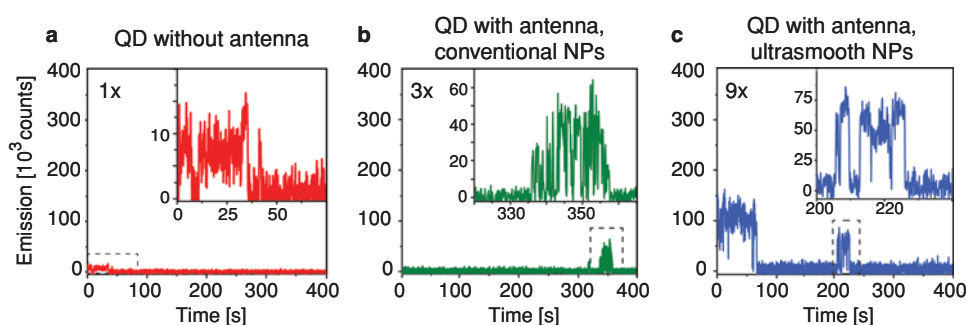 a QD without antenna
b QD with antenna,
conventional NPs
c QD with antenna,
ultrasmooth NPs
Emission [10³counts]
400
300
200
100
0
1x
10
0
0 25 50
0 100 200 300 400
Time [s]
400
300
200
100
0
3x
60
40
20
0
330 350
0 100 200 300 400
Time [s]
400
300
200
100
0
9x
75
50
25
0
200 220
0 100 200 300 400
Time [s]